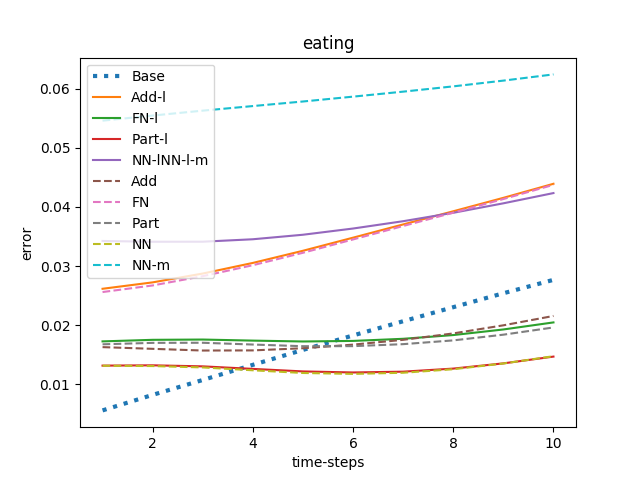 eating
0.06
0.05
0.04
0.03
0.02
0.01
error
Base
Add-l
FN-l
Part-l
NN-lNN-l-m
Add
FN
Part
NN
NN-m
2 4 6 8 10
time-steps